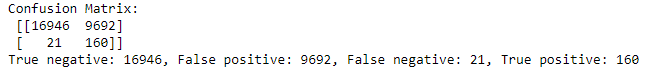 Confusion Matrix:
[[16946  9692]
[   21   160]]
True negative: 16946, False positive: 9692, False negative: 21, True positive: 160